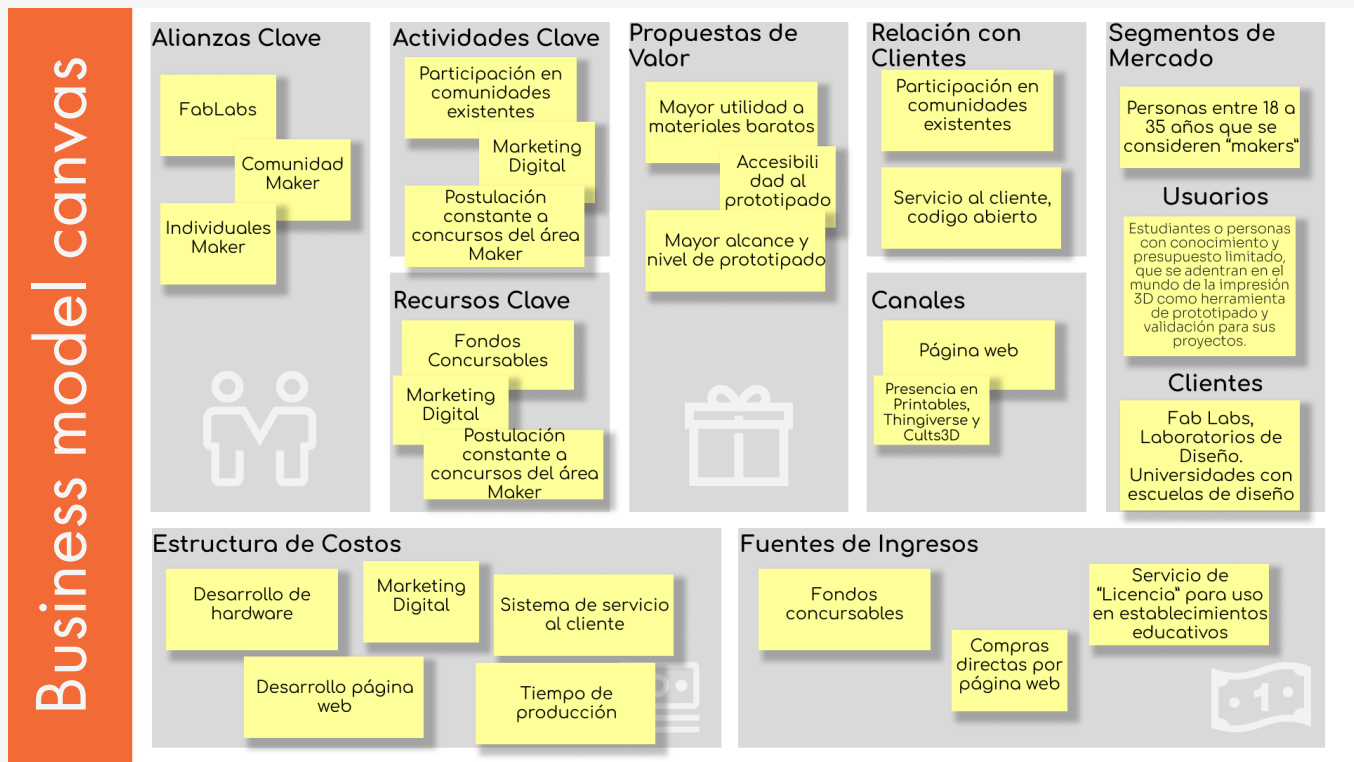 Business model canvas
Alianzas Clave
FabLabs
Comunidad
Maker
Individuales
Maker
Actividades Clave
Participación en
comunidades
existentes
Marketing
Digital
Postulación
constante a
concursos del área
Maker
Recursos Clave
Fondos
Concursables
Marketing
Digital
Postulación
constante a
concursos del área
Maker
Propuestas de
Valor
Mayor utilidad a
materiales baratos
Accesibili
dad al
prototipado
Mayor alcance y
nivel de prototipado
Relación con
Clientes
Participación en
comunidades
existentes
Servicio al cliente,
codigo abierto
Canales
Página web
Presencia en
Printables,
Thingiverse y
Cults3D
Segmentos de
Mercado
Personas entre 18 a
35 años que se
consideren “makers”
Usuarios
Estudiantes o personas
con conocimiento y
presupuesto limitado,
que se adentran en el
mundo de la impresión
3D como herramienta
de prototipado y
validación para sus
proyectos.
Clientes
Fab Labs,
Laboratorios de
Diseño.
Universidades con
escuelas de diseño
Estructura de Costos
Desarrollo de
hardware
Marketing
Digital
Sistema de servicio
al cliente
Desarrollo página
web
Tiempo de
producción
Fuentes de Ingresos
Fondos
concursables
Compras
directas por
página web
Servicio de
“Licencia” para uso
en establecimientos
educativos
1